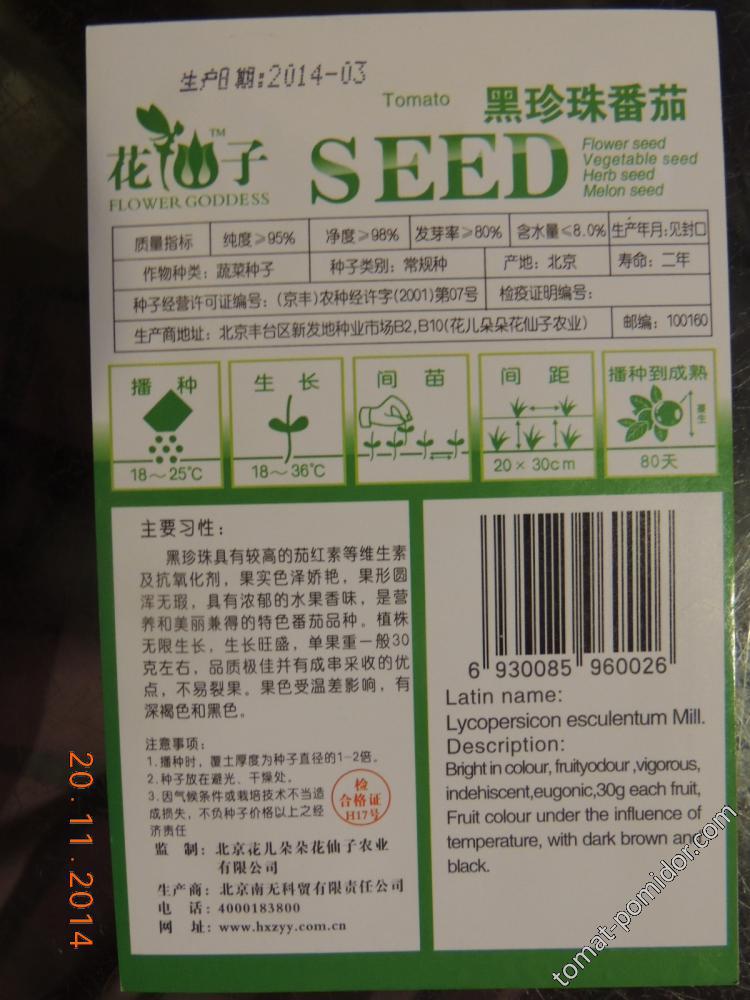 生产日期:2014-03
Tomato
黑珍珠番茄
花仙子
TM
FLOWER GODDESS
SEED
Flower seed
Vegetable seed
Herb seed
Melon seed
质量指标 纯度≥95% 净度≥98% 发芽率≥80% 含水量≤8.0% 生产年月:见封口
作物种类: 蔬菜种子 种子类别: 常规种 产地: 北京 寿命: 二年
种子经营许可证编号: (京丰)农种经许字(2001)第07号 检疫证明编号:
生产商地址: 北京丰台区新发地种业市场B2,B10(花儿朵朵花仙子农业) 邮编: 100160
播 种
18～25℃
生 长
18～36℃
间 苗
间 距
20×30cm
播种到成熟
80天
主要习性:
黑珍珠具有较高的茄红素等维生素
及抗氧化剂，果实色泽娇艳，果形圆
浑无瑕，具有浓郁的水果香味，是营
养和美丽兼得的特色番茄品种。植株
无限生长，生长旺盛，单果重一般30
克左右，品质极佳并有成串采收的优
点，不易裂果。果色受温差影响，有
深褐色和黑色。
注意事项:
1.播种时，覆土厚度为种子直径的1-2倍。
2.种子放在避光、干燥处。
3.因气候条件或栽培技术不当造
成损失，不负种子价格以上之经
济责任
检
合格证
H17号
监 制: 北京花儿朵朵花仙子农业
有限公司
生产商: 北京南无科贸有限责任公司
电 话: 4000183800
网 址: www.hxzyy.com.cn
6 930085 960026
Latin name:
Lycopersicon esculentum Mill.
Description:
Bright in colour, fruityodour ,vigorous,
indehiscent,eugonic,30g each fruit,
Fruit colour under the influence of
temperature, with dark brown and
black.
20.11.2014
tomat-pomidor.com